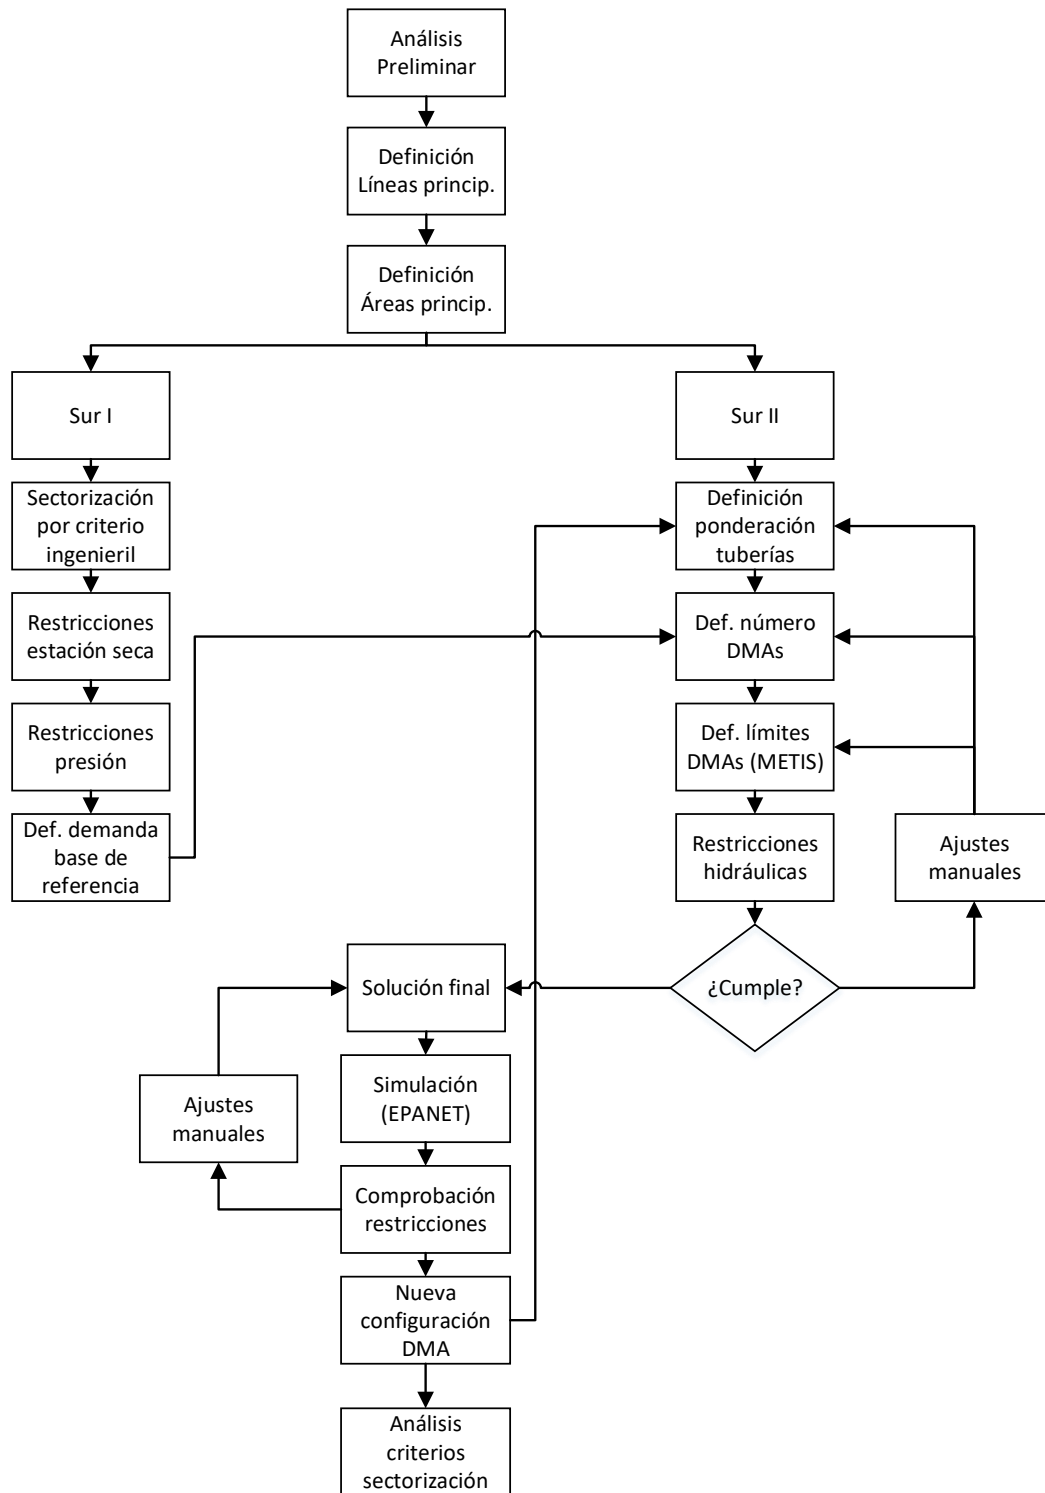 Análisis
Preliminar
Definición
Líneas princip.
Definición
Áreas princip.
Sur I
Sectorización
por criterio
ingenieril
Restricciones
estación seca
Restricciones
presión
Def. demanda
base de
referencia
Sur II
Definición
ponderación
tuberías
Def. número
DMAs
Def. límites
DMAs (METIS)
Restricciones
hidráulicas
Ajustes
manuales
¿Cumple?
Solución final
Simulación
(EPANET)
Ajustes
manuales
Comprobación
restricciones
Nueva
configuración
DMA
Análisis
criterios
sectorización